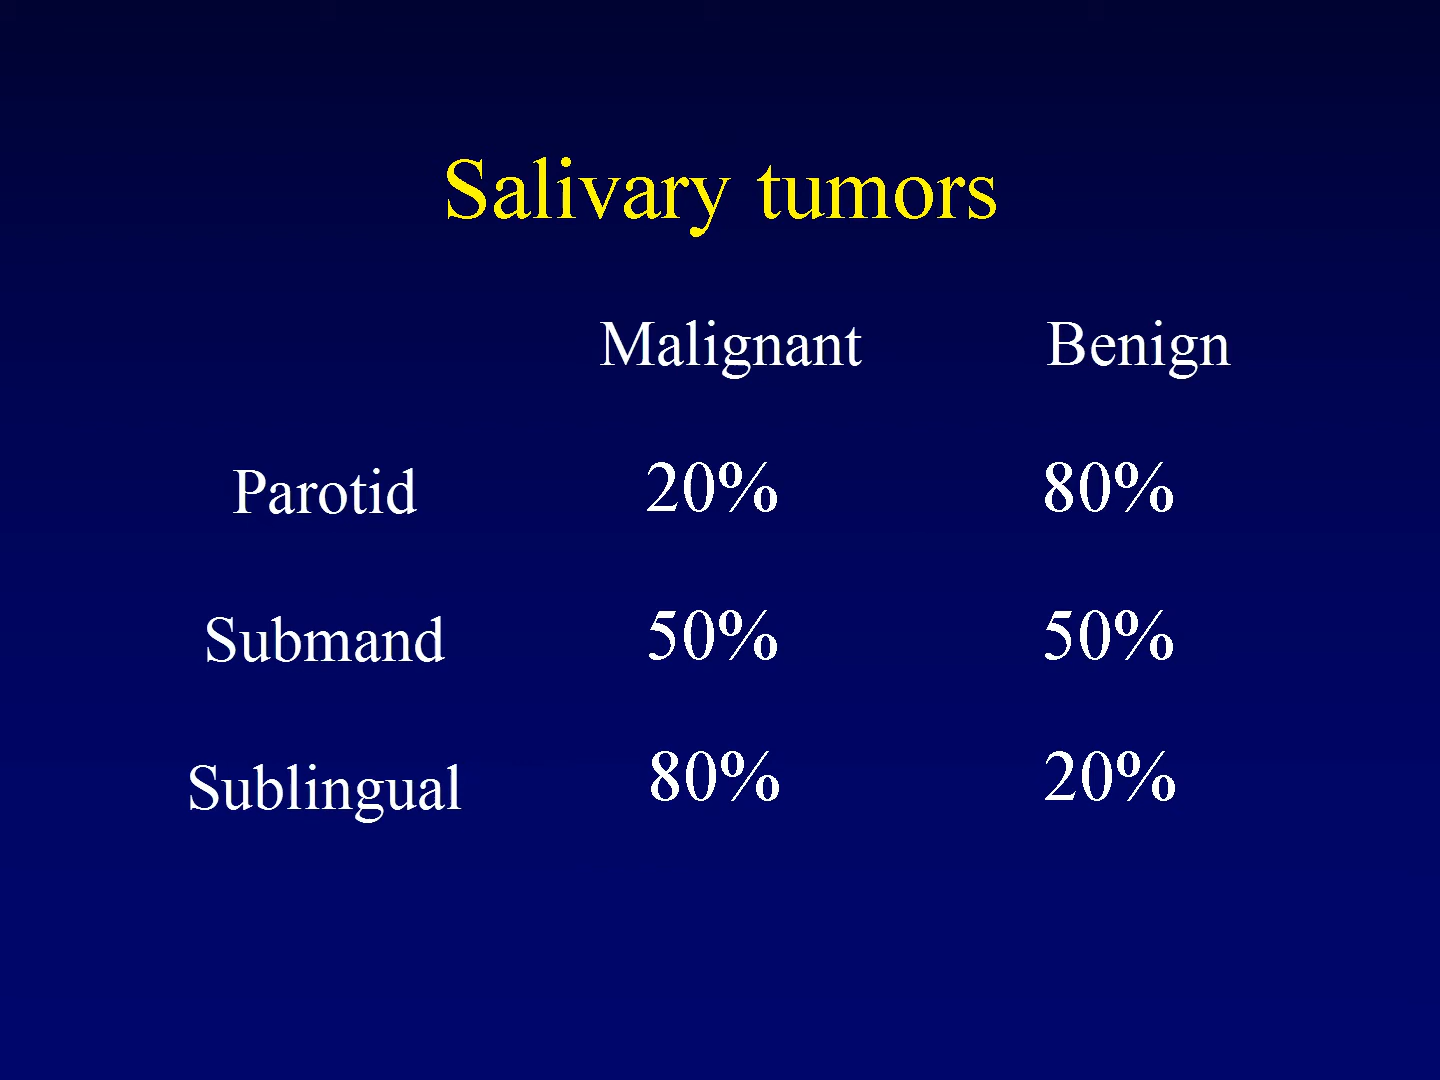 Salivary tumors
Malignant Benign
Parotid 20% 80%
Submand 50% 50%
Sublingual 80% 20%